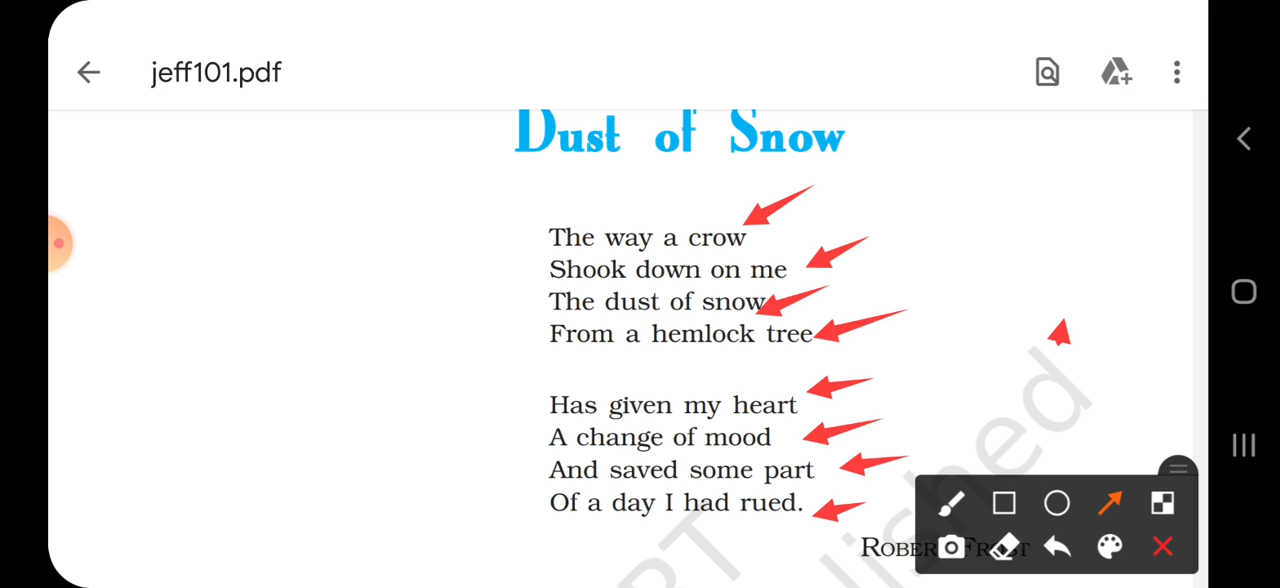 jeff101.pdf
Dust of Snow
The way a crow
Shook down on me
The dust of snow
From a hemlock tree
Has given my heart
A change of mood
And saved some part
Of a day I had rued.